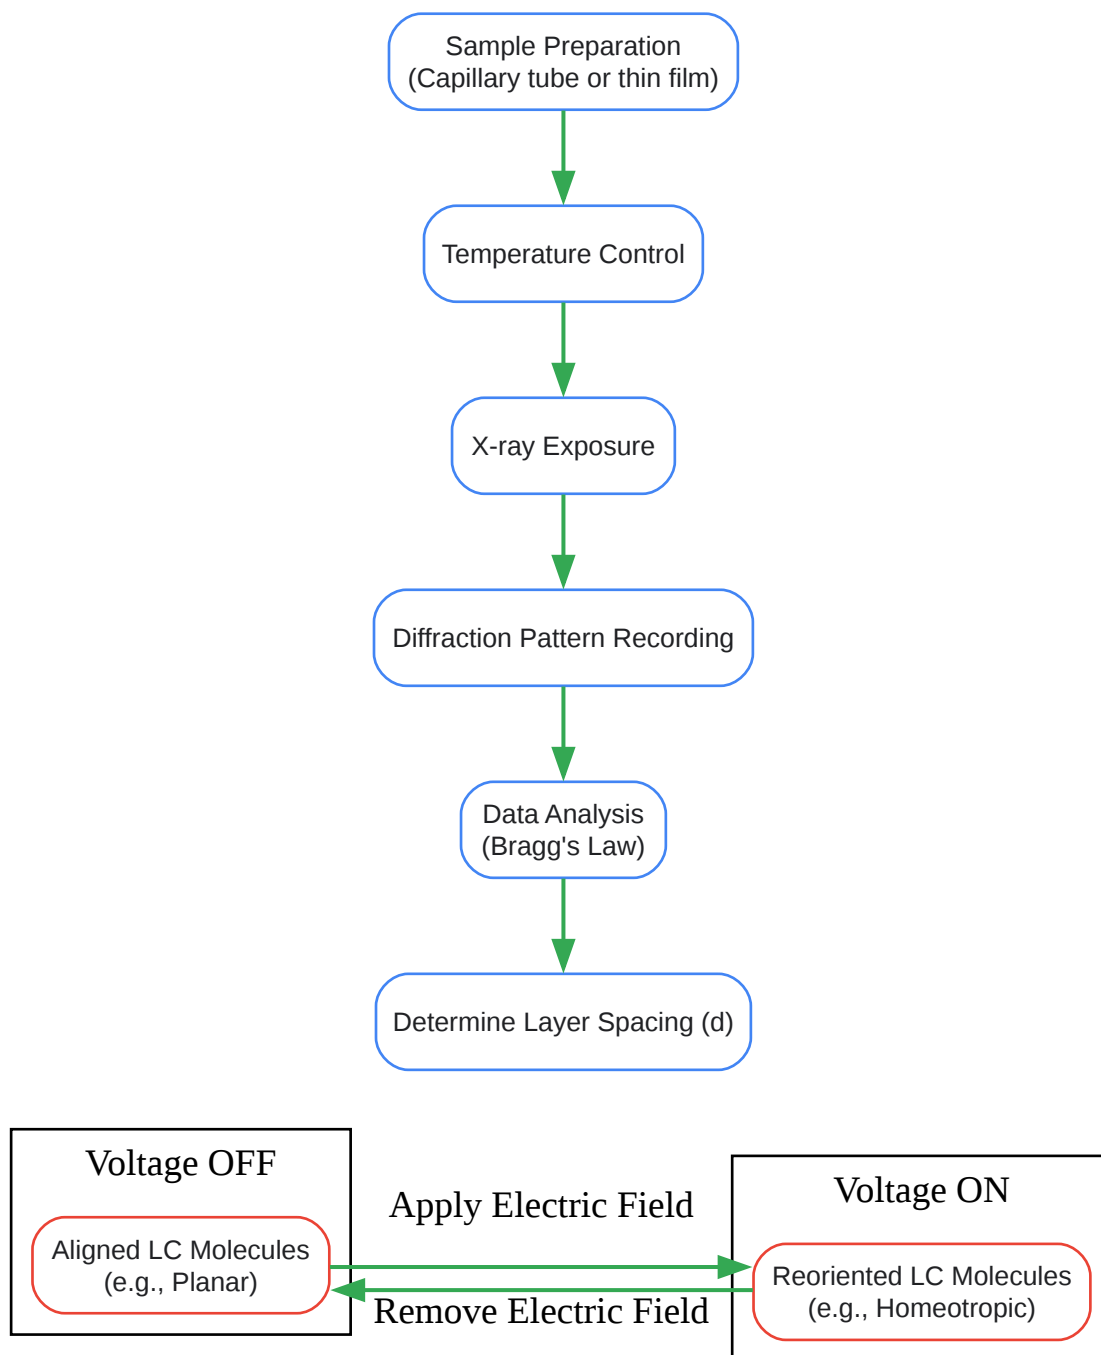 Sample Preparation
(Capillary tube or thin film)
Temperature Control
X-ray Exposure
Diffraction Pattern Recording
Data Analysis
(Bragg's Law)
Determine Layer Spacing (d)
Voltage OFF
Aligned LC Molecules
(e.g., Planar)
Apply Electric Field
Remove Electric Field
Voltage ON
Reoriented LC Molecules
(e.g., Homeotropic)